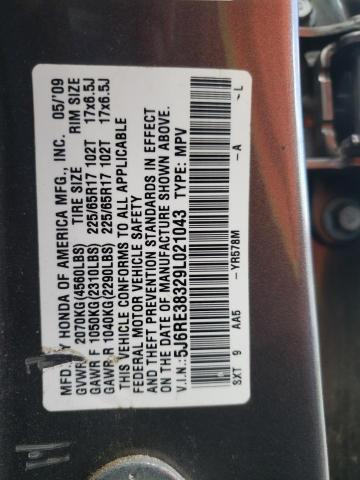 MFD. BY HONDA OF AMERICA MFG., INC. 05/'09
GVWR 2070KG(4560LBS) TIRE SIZE RIM SIZE
GAWR F 1050KG(2310LBS) 225/65R17 102T 17x6.5J
GAWR R 1040KG(2290LBS) 225/65R17 102T 17x6.5J
THIS VEHICLE CONFORMS TO ALL APPLICABLE
FEDERAL MOTOR VEHICLE SAFETY
AND THEFT PREVENTION STANDARDS IN EFFECT
ON THE DATE OF MANUFACTURE SHOWN ABOVE.
V.I.N.: 5J6RE38329L021043 TYPE: MPV
SXT 9 AA5 -YR578M -A -L